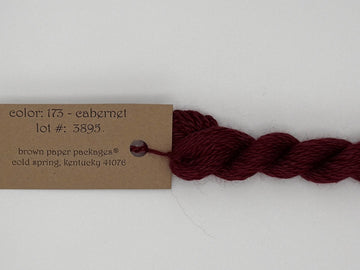 color: 173 - cabernet
lot #: 3895.
brown paper packages®
cold spring, kentucky 41076